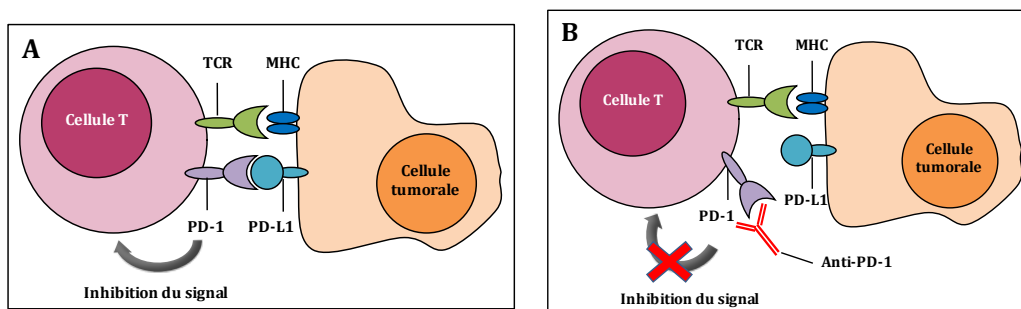 A
TCR
MHC
Cellule T
Cellule
tumorale
PD-1
PD-L1
Inhibition du signal
B
TCR
MHC
Cellule T
Cellule
tumorale
PD-1
PD-L1
Anti-PD-1
Inhibition du signal